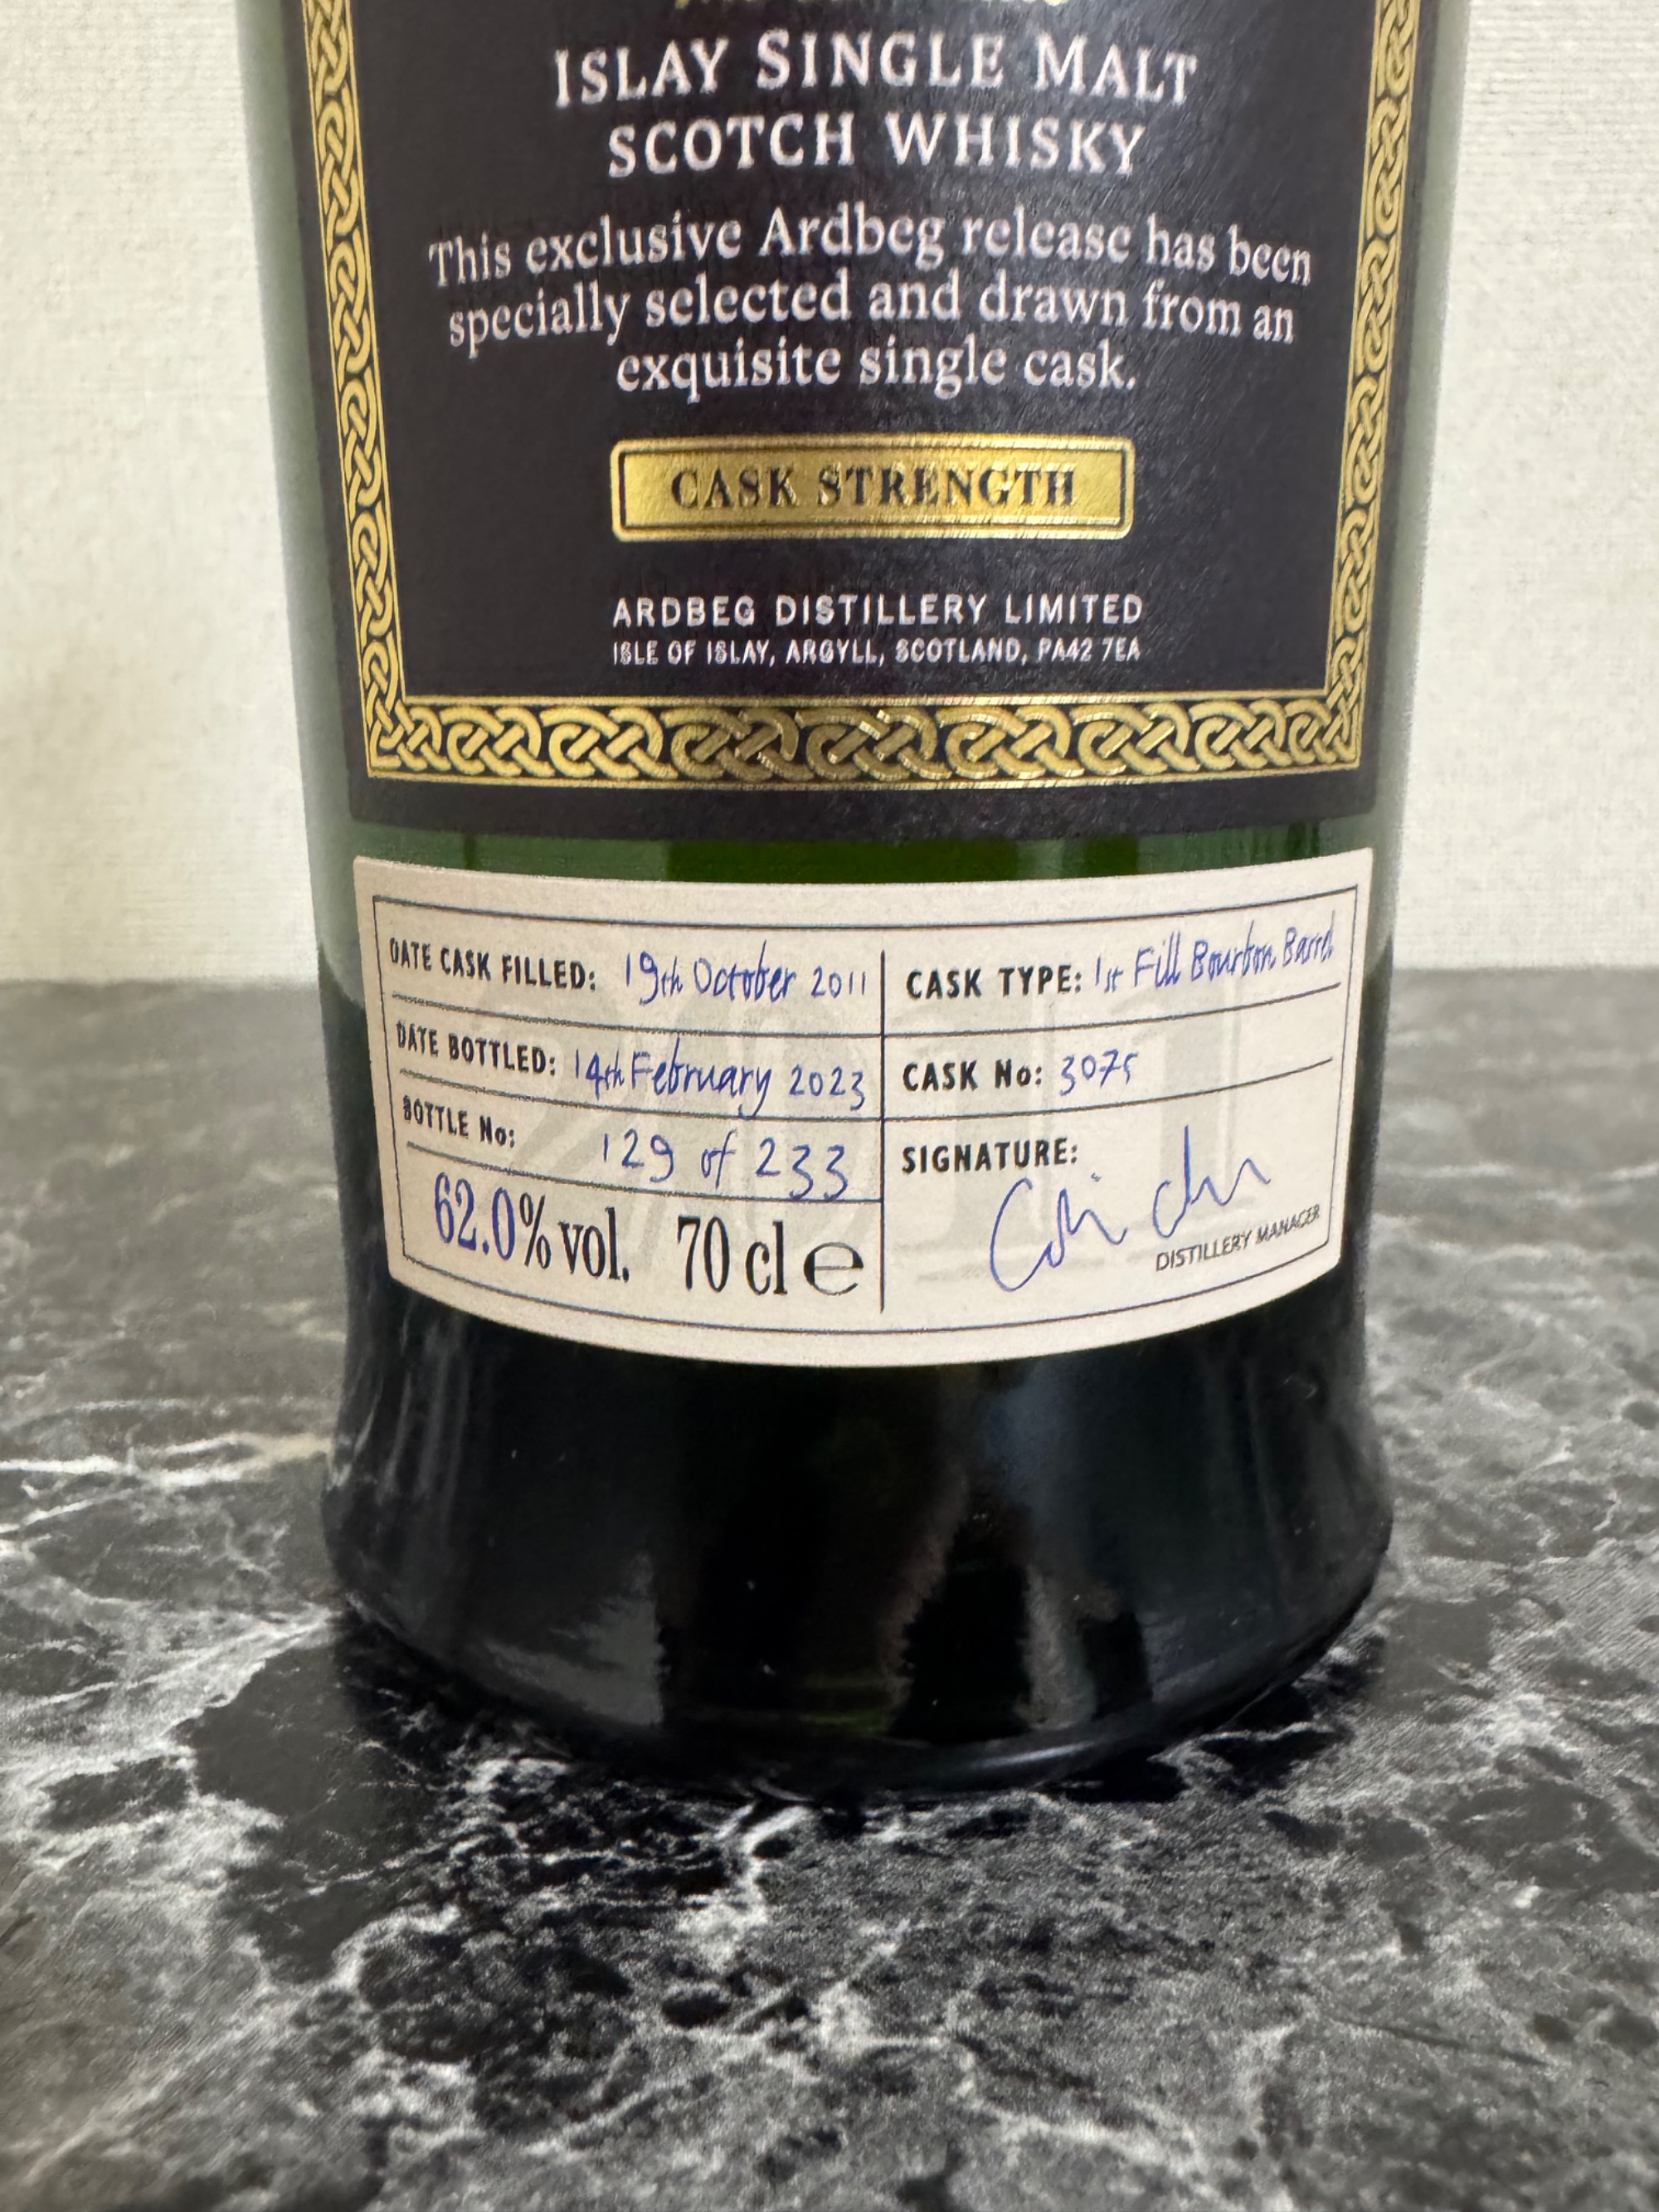 ISLAY SINGLE MALT
SCOTCH WHISKY
This exclusive Ardbeg release has been
specially selected and drawn from an
exquisite single cask.
CASK STRENGTH
ARDBEG DISTILLERY LIMITED
ISLE OF ISLAY, ARGYLL, SCOTLAND, PA42 7EA
DATE CASK FILLED: 19th October 2011
DATE BOTTLED: 14th February 2023
BOTTLE No: 129 of 233
62.0% vol. 70 cl e
CASK TYPE: 1st Fill Bourbon Barrel
CASK No: 3075
SIGNATURE:
DISTILLERY MANAGER
2011